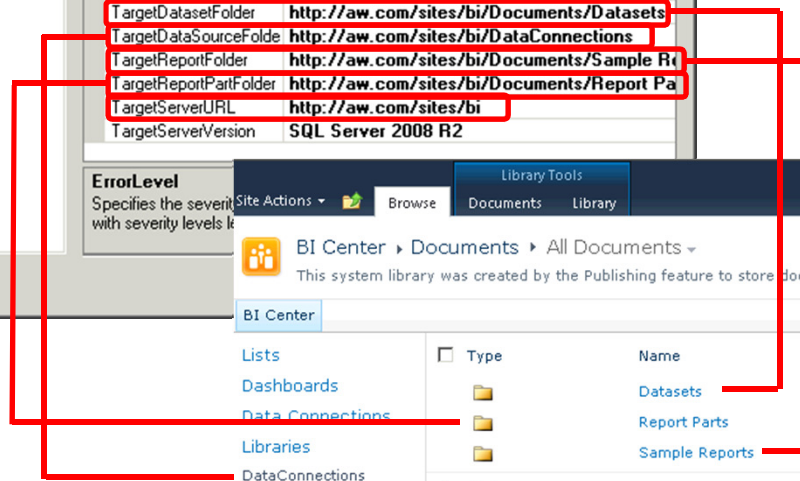 TargetDatasetFolder http://aw.com/sites/bi/Documents/Datasets
TargetDataSourceFolde http://aw.com/sites/bi/DataConnections
TargetReportFolder http://aw.com/sites/bi/Documents/Sample Re
TargetReportPartFolder http://aw.com/sites/bi/Documents/Report Pa
TargetServerURL http://aw.com/sites/bi
TargetServerVersion SQL Server 2008 R2
ErrorLevel
Specifies the severit
with severity levels le
Library Tools
Site Actions Browse Documents Library
BI Center Documents All Documents
This system library was created by the Publishing feature to store doc
BI Center
Lists
Dashboards
Data Connections
Libraries
DataConnections
Type Name
Datasets
Report Parts
Sample Reports